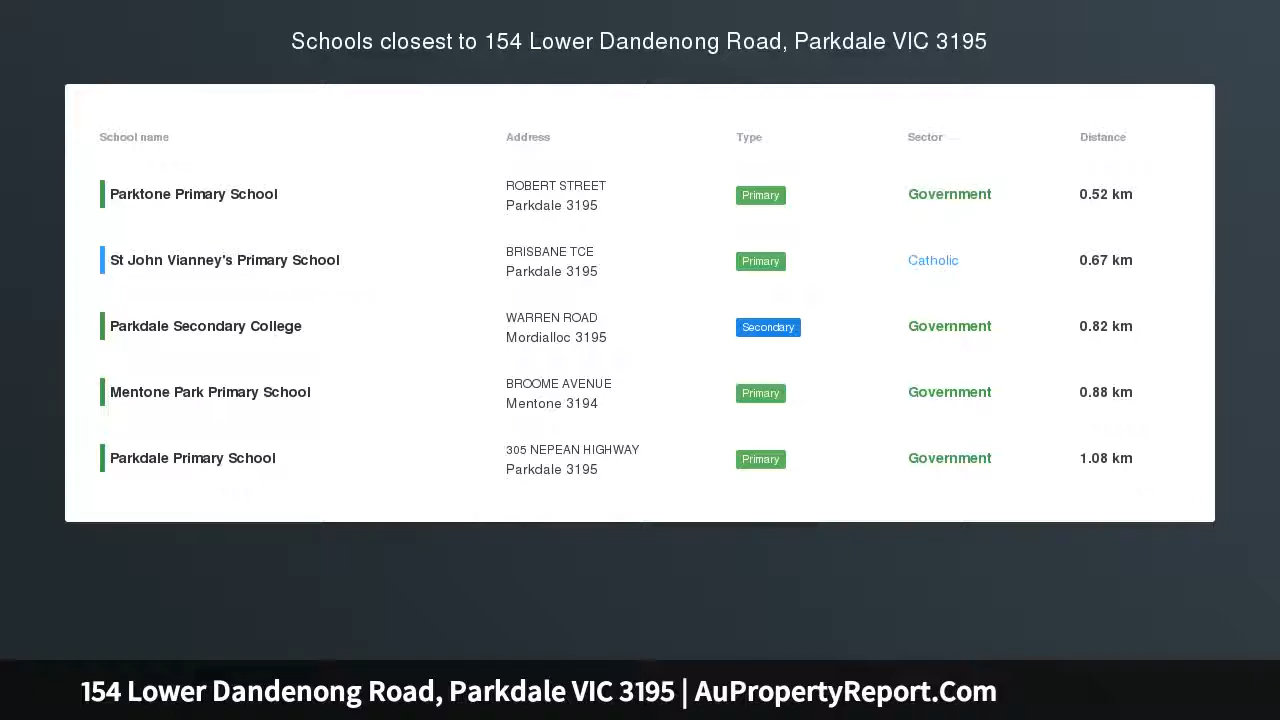 Schools closest to 154 Lower Dandenong Road, Parkdale VIC 3195
School name Address Type Sector Distance
Parktone Primary School ROBERT STREET Parkdale 3195 Primary Government 0.52 km
St John Vianney's Primary School BRISBANE TCE Parkdale 3195 Primary Catholic 0.67 km
Parkdale Secondary College WARREN ROAD Mordialloc 3195 Secondary Government 0.82 km
Mentone Park Primary School BROOME AVENUE Mentone 3194 Primary Government 0.88 km
Parkdale Primary School 305 NEPEAN HIGHWAY Parkdale 3195 Primary Government 1.08 km
154 Lower Dandenong Road, Parkdale VIC 3195 | AuPropertyReport.Com